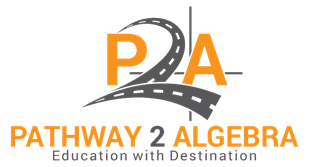 P2A
PATHWAY 2 ALGEBRA
Education with Destination